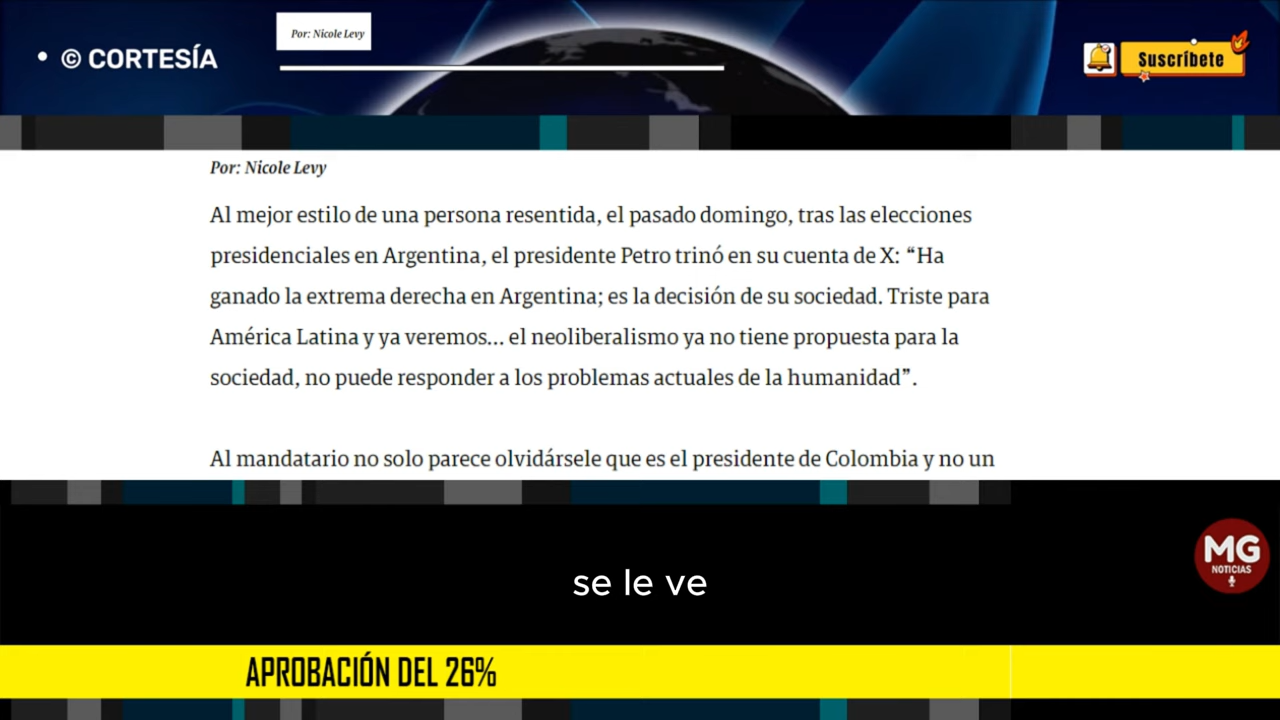 • © CORTESÍA
Por: Nicole Levy
Suscríbete
Por: Nicole Levy
Al mejor estilo de una persona resentida, el pasado domingo, tras las elecciones
presidenciales en Argentina, el presidente Petro trinó en su cuenta de X: “Ha
ganado la extrema derecha en Argentina; es la decisión de su sociedad. Triste para
América Latina y ya veremos... el neoliberalismo ya no tiene propuesta para la
sociedad, no puede responder a los problemas actuales de la humanidad”.
Al mandatario no solo parece olvidársele que es el presidente de Colombia y no un
MG
NOTICIAS
se le ve
APROBACIÓN DEL 26%